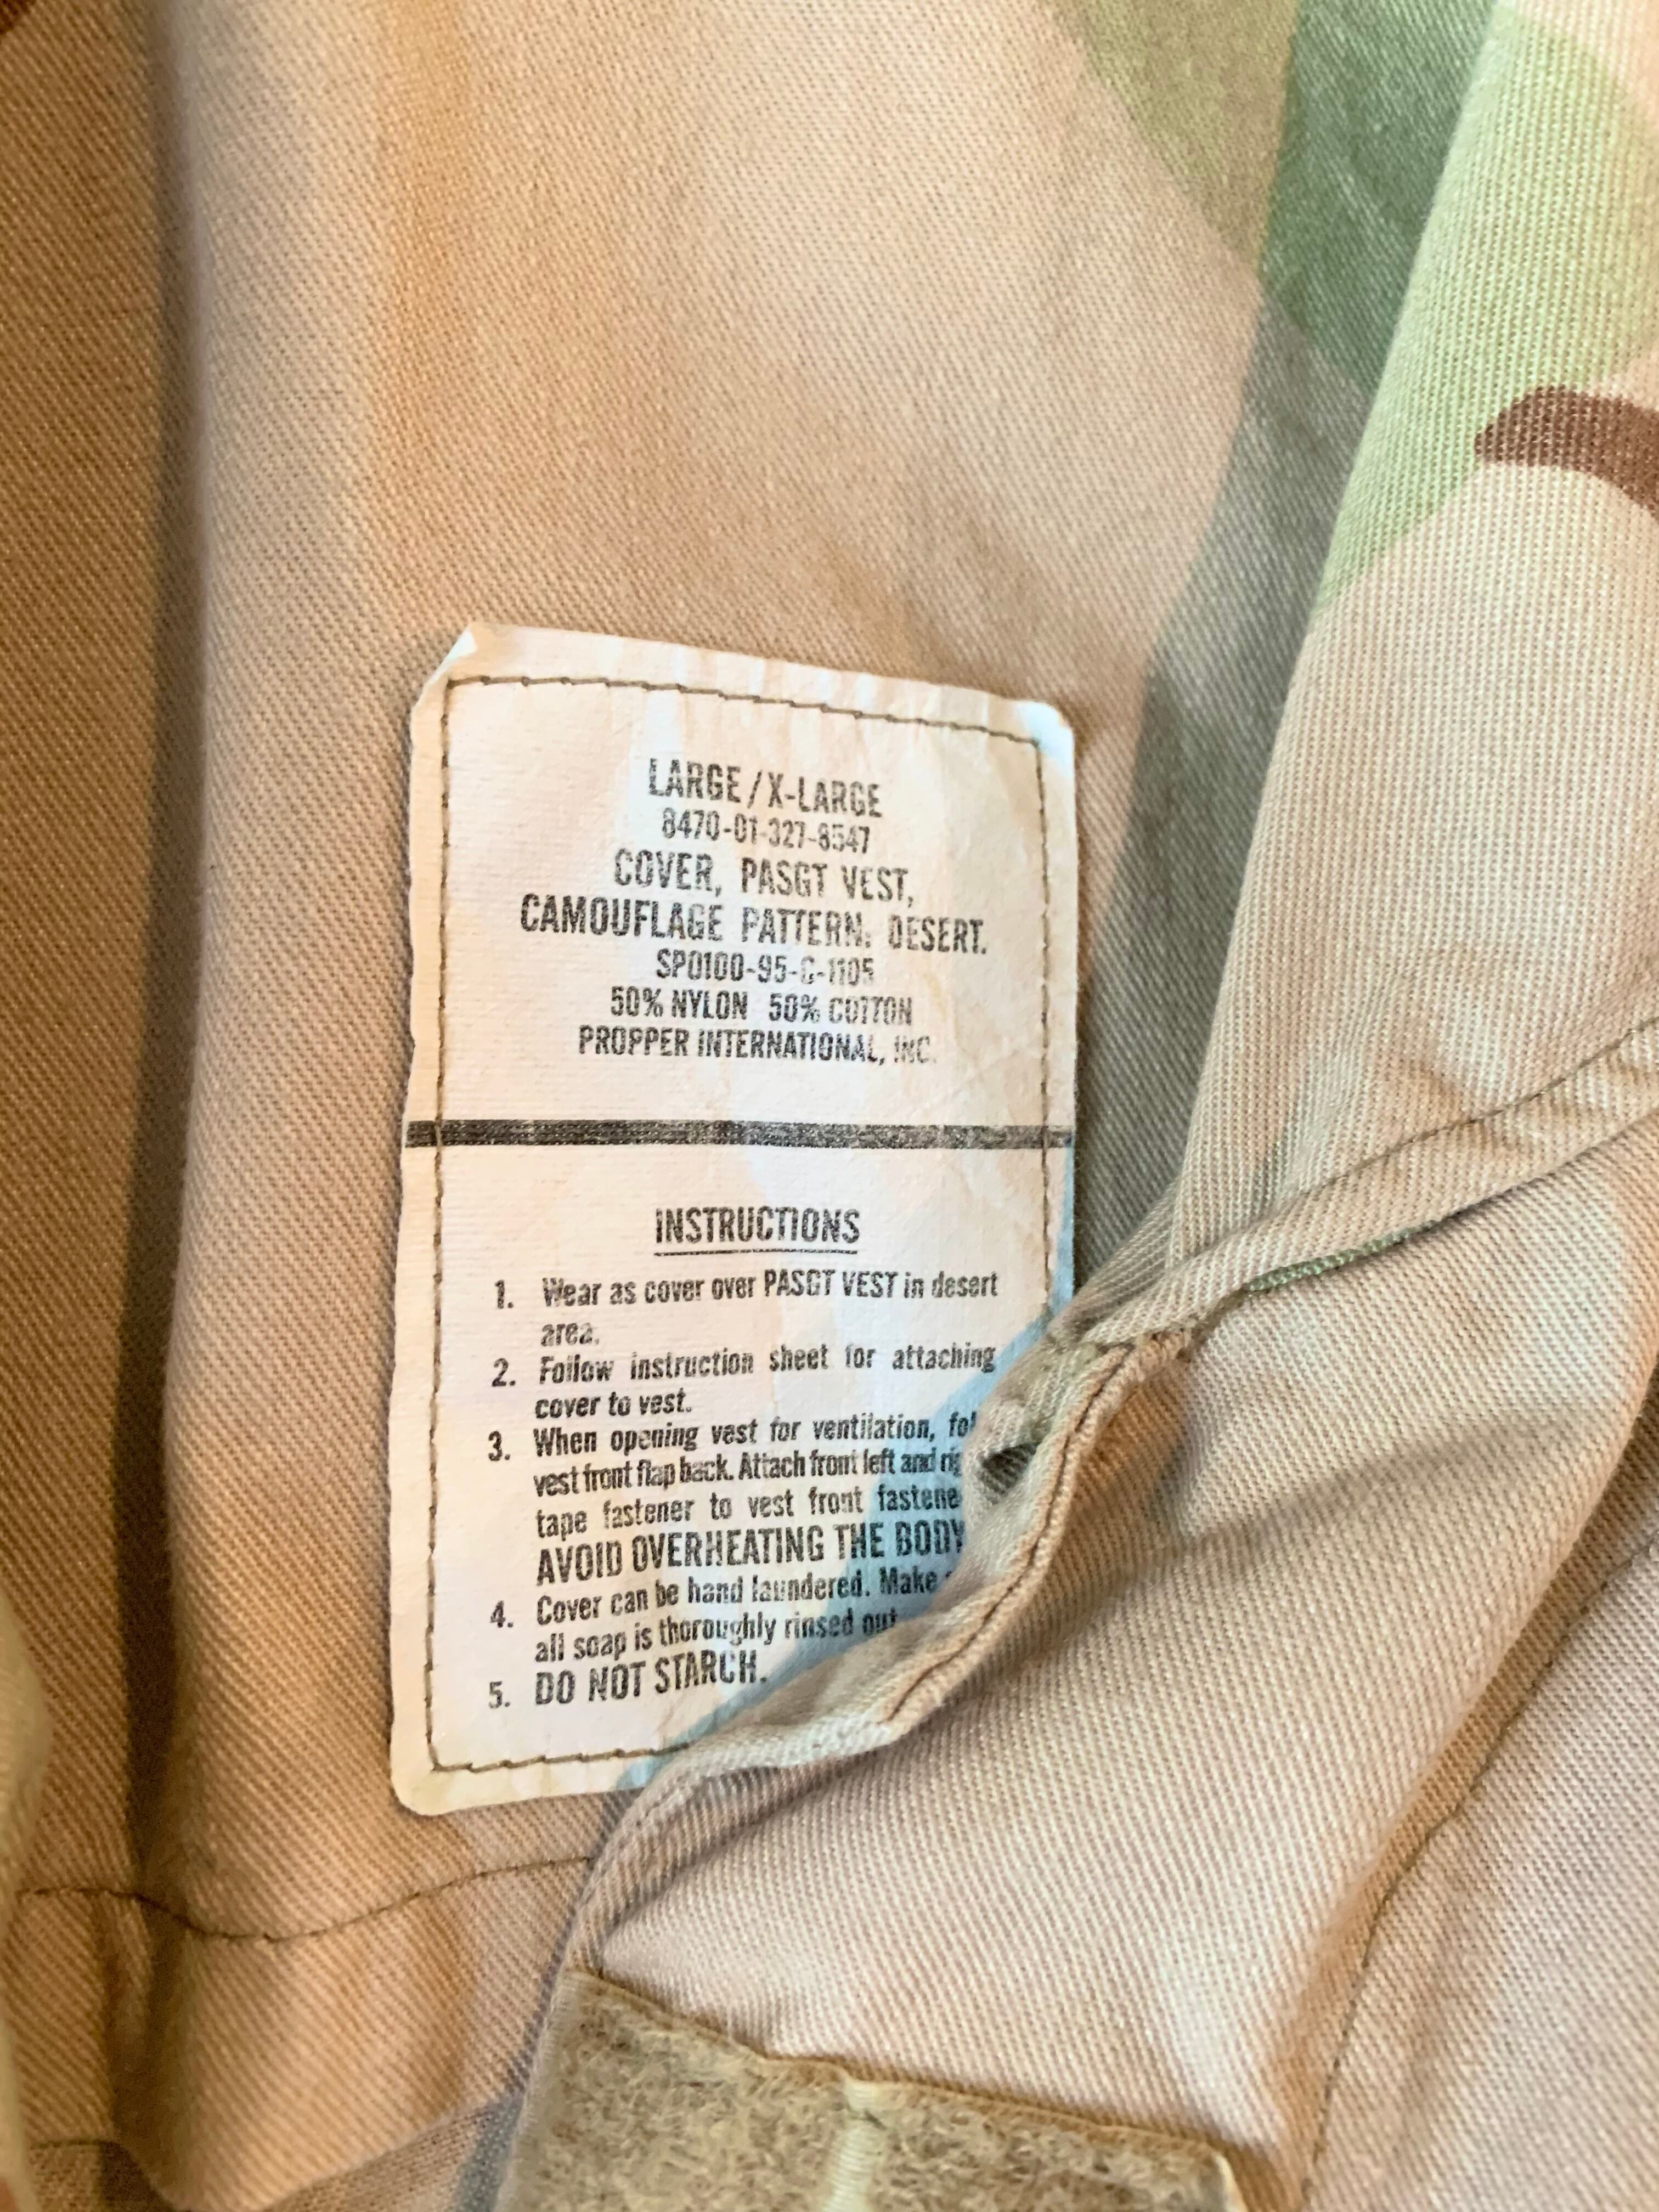 LARGE/X-LARGE
8470-01-327-8547
COVER, PASGT VEST,
CAMOUFLAGE PATTERN: DESERT.
SPO100-95-C-1105
50% NYLON 50% COTTON
PROPPER INTERNATIONAL, INC.
INSTRUCTIONS
1. Wear as cover over PASGT VEST in desert
area.
2. Follow instruction sheet for attaching
cover to vest.
3. When opening vest for ventilation,
vest front flap back. Attach front left and
tape fastener to vest front
AVOID OVERHEATING THE BODY
4. Cover can be hand laundered. Make
all soap is thoroughly rinsed out
5. DO NOT STARCH.